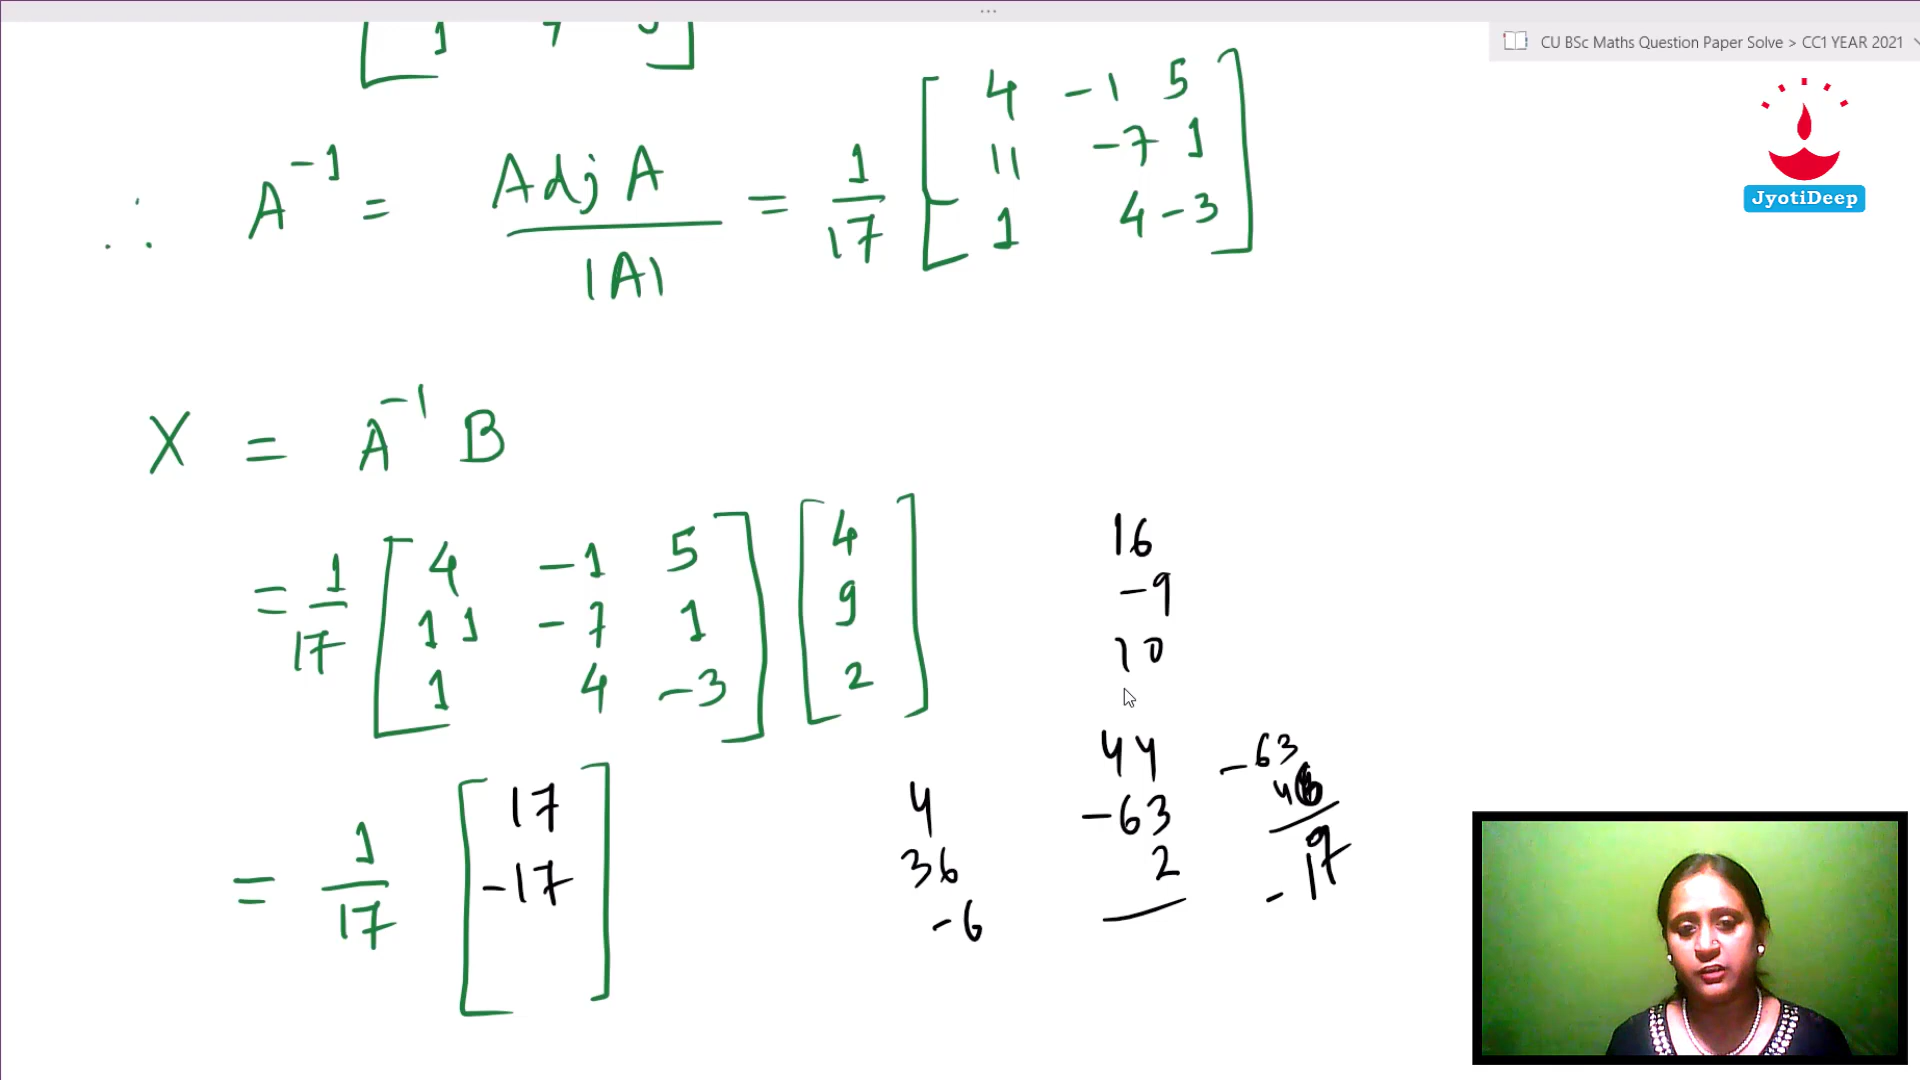 CU BSc Maths Question Paper Solve > CC1 YEAR 2021
JyotiDeep
∴ A⁻¹ = Adj A / |A| = 1/17 [ 4 -1 5
11 -7 1
1 4 -3 ]
X = A⁻¹ B
= 1/17 [ 4 -1 5
11 -7 1
1 4 -3 ] [ 4
9
2 ]
= 1/17 [ 17
-17 ]
16
-9
10
44
-63
2
4
36
-6
-63
-17